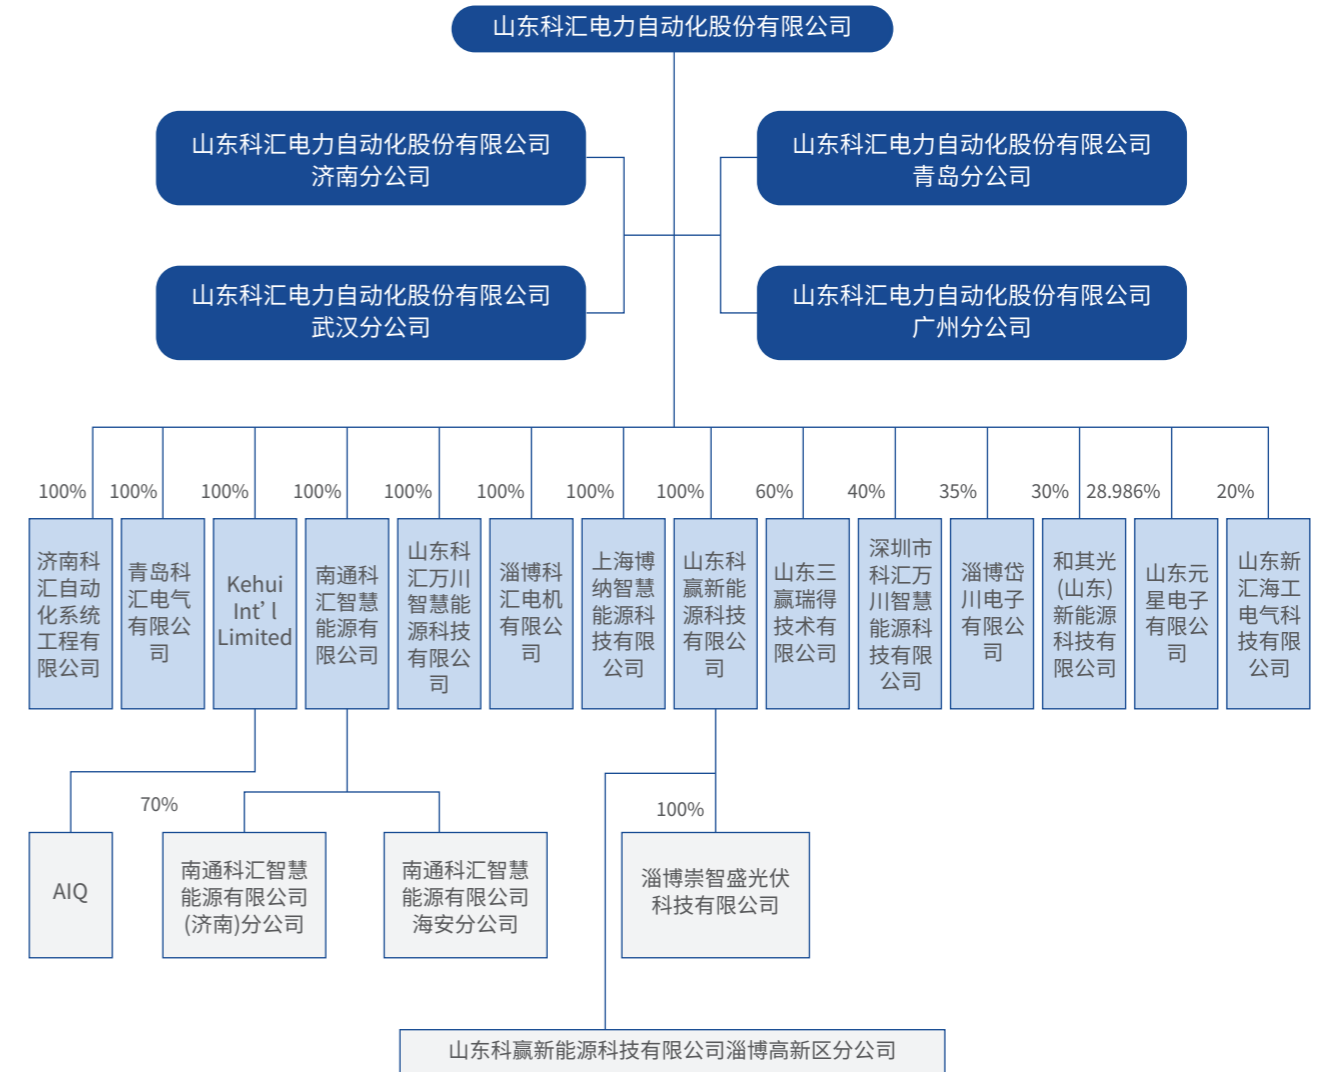 山东科汇电力自动化股份有限公司
山东科汇电力自动化股份有限公司
济南分公司
山东科汇电力自动化股份有限公司
青岛分公司
山东科汇电力自动化股份有限公司
武汉分公司
山东科汇电力自动化股份有限公司
广州分公司
100%
100%
100%
100%
100%
100%
100%
100%
60%
40%
35%
30%
28.986%
20%
济南科
汇自动
化系统
工程有
限公司
青岛科
汇电气
有限公
司
Kehui
Int’l
Limited
南通科
汇智慧
能源有
限公司
山东科
汇万川
智慧能
源科技
有限公
司
淄博科
汇电机
有限公
司
上海博
纳智慧
能源科
技有限
公司
山东科
赢新能
源科技
有限公
司
山东三
赢瑞得
技术有
限公司
深圳市
科汇万
川智慧
能源科
技有限
公司
淄博岱
川电子
有限公
司
和其光
(山东)
新能源
科技有
限公司
山东元
星电子
有限公
司
山东新
汇海工
电气科
技有限
公司
70%
100%
AIQ
南通科汇智慧
能源有限公司
(济南)分公司
南通科汇智慧
能源有限公司
海安分公司
淄博崇智盛光伏
科技有限公司
山东科赢新能源科技有限公司淄博高新区分公司